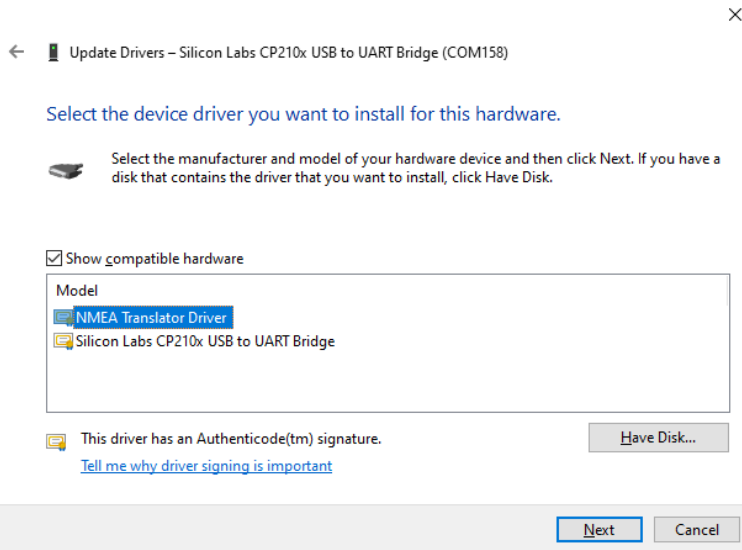 Update Drivers – Silicon Labs CP210x USB to UART Bridge (COM158)
Select the device driver you want to install for this hardware.
Select the manufacturer and model of your hardware device and then click Next. If you have a
disk that contains the driver that you want to install, click Have Disk.
Show compatible hardware
Model
NMEA Translator Driver
Silicon Labs CP210x USB to UART Bridge
This driver has an Authenticode(tm) signature.
Have Disk...
Tell me why driver signing is important
Next
Cancel